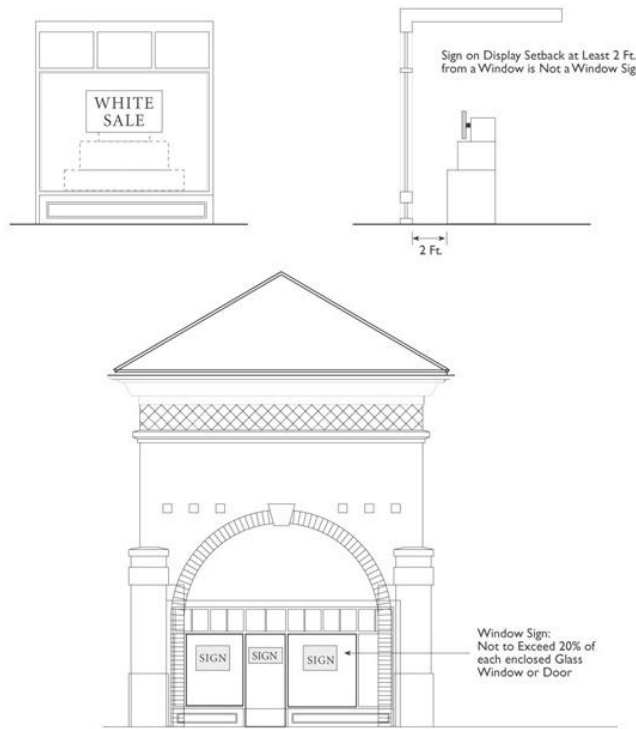 WHITE
SALE
Sign on Display Setback at Least 2 Ft.
from a Window is Not a Window Sig
2 Ft.
SIGN
SIGN
SIGN
Window Sign:
Not to Exceed 20% of
each enclosed Glass
Window or Door